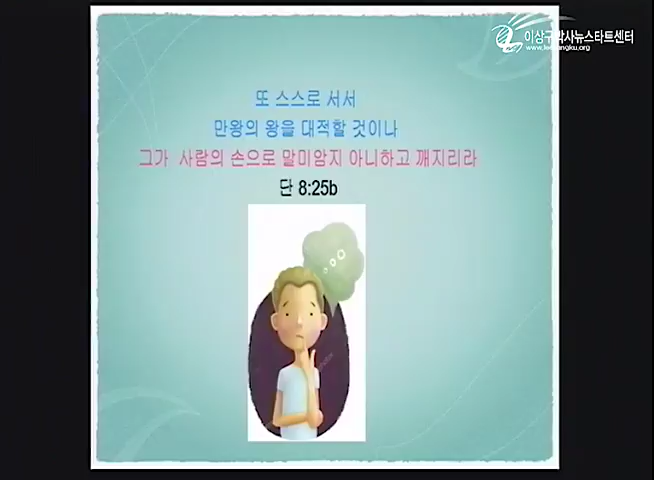 이상구박사뉴스타트센터
또 스스로 서서
만왕의 왕을 대적할 것이나
그가 사람의 손으로 말미암지 아니하고 깨지리라
단 8:25b